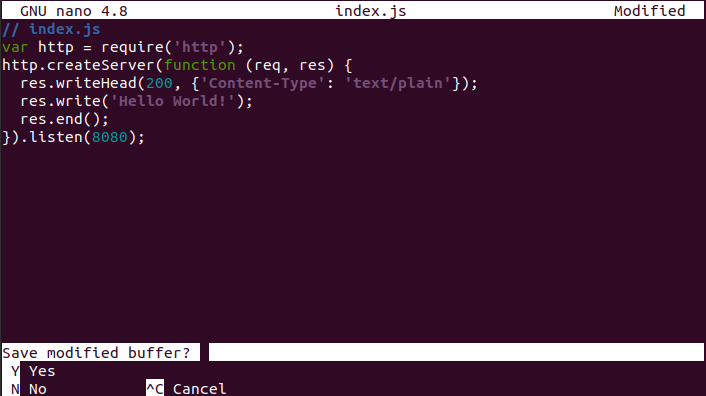 GNU nano 4.8 index.js Modified
// index.js
var http = require('http');
http.createServer(function (req, res) {
  res.writeHead(200, {'Content-Type': 'text/plain'});
  res.write('Hello World!');
  res.end();
}).listen(8080);
Save modified buffer?
Y Yes
N No ^C Cancel